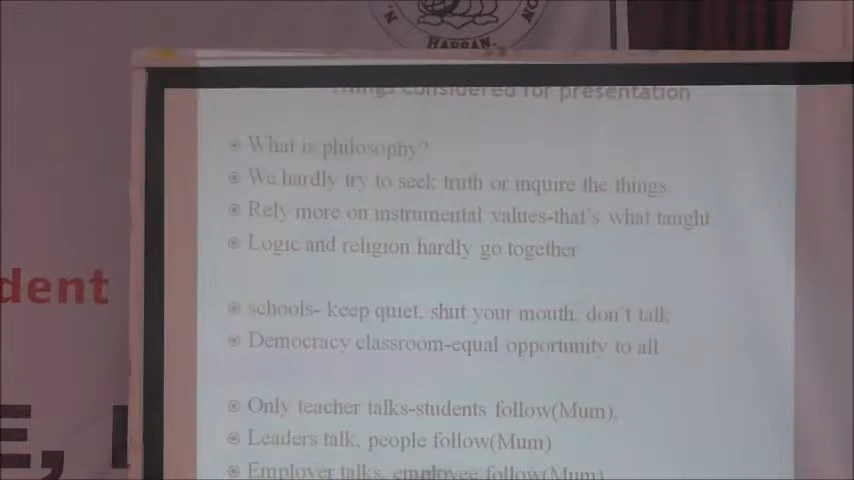 N.
HASSAN.
ON
Things considered for presentation
What is philosophy?
We hardly try to seek truth or inquire the things
Rely more on instrumental values-that's what taught
Logic and religion hardly go together
schools- keep quiet, shut your mouth, don't talk
Democracy classroom-equal opportunity to all
dent
Only teacher talks-students follow(Mum).
E,
Leaders talk, people follow(Mum)
Employer talks, employee follow(Mum)